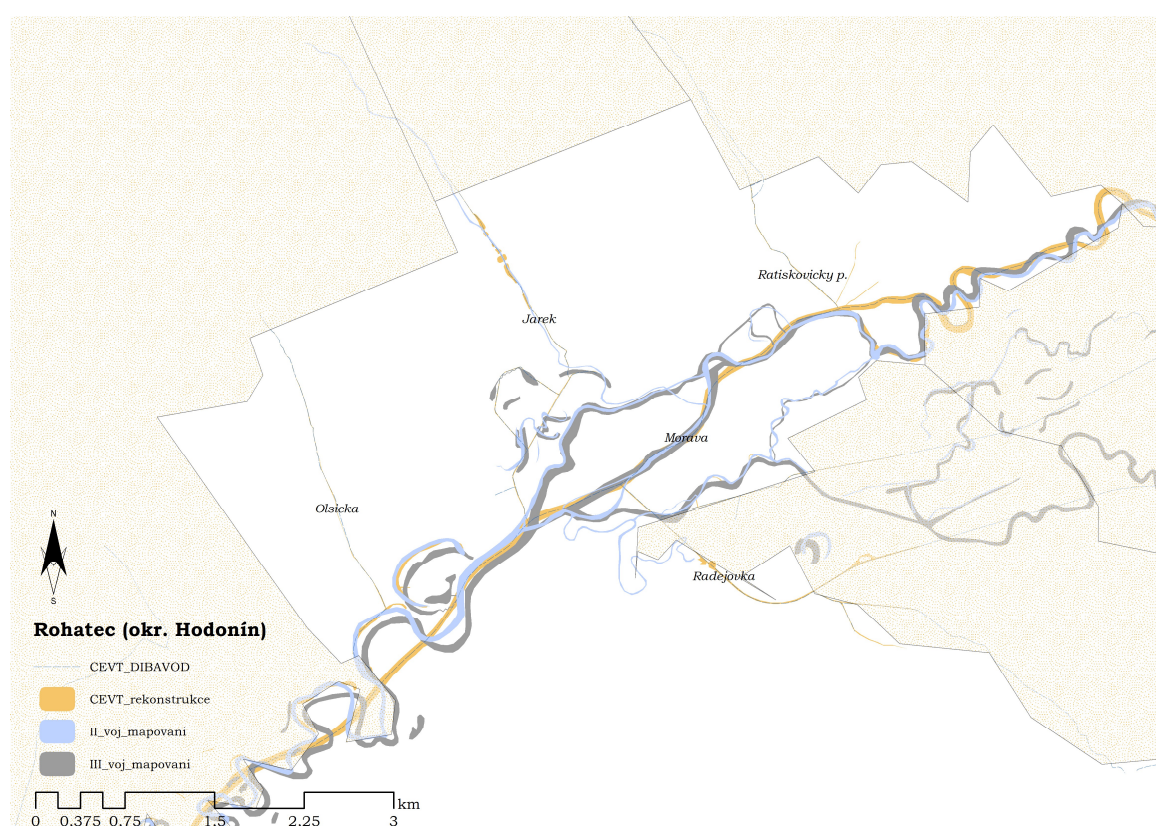 Ratiskovicky p.
Jarek
Morava
Olsicka
Radejovka
N
S
Rohatec (okr. Hodonín)
CEVT_DIBAVOD
CEVT_rekonstrukce
II_voj_mapovani
III_voj_mapovani
km
0 0.375 0.75 1.5 2.25 3